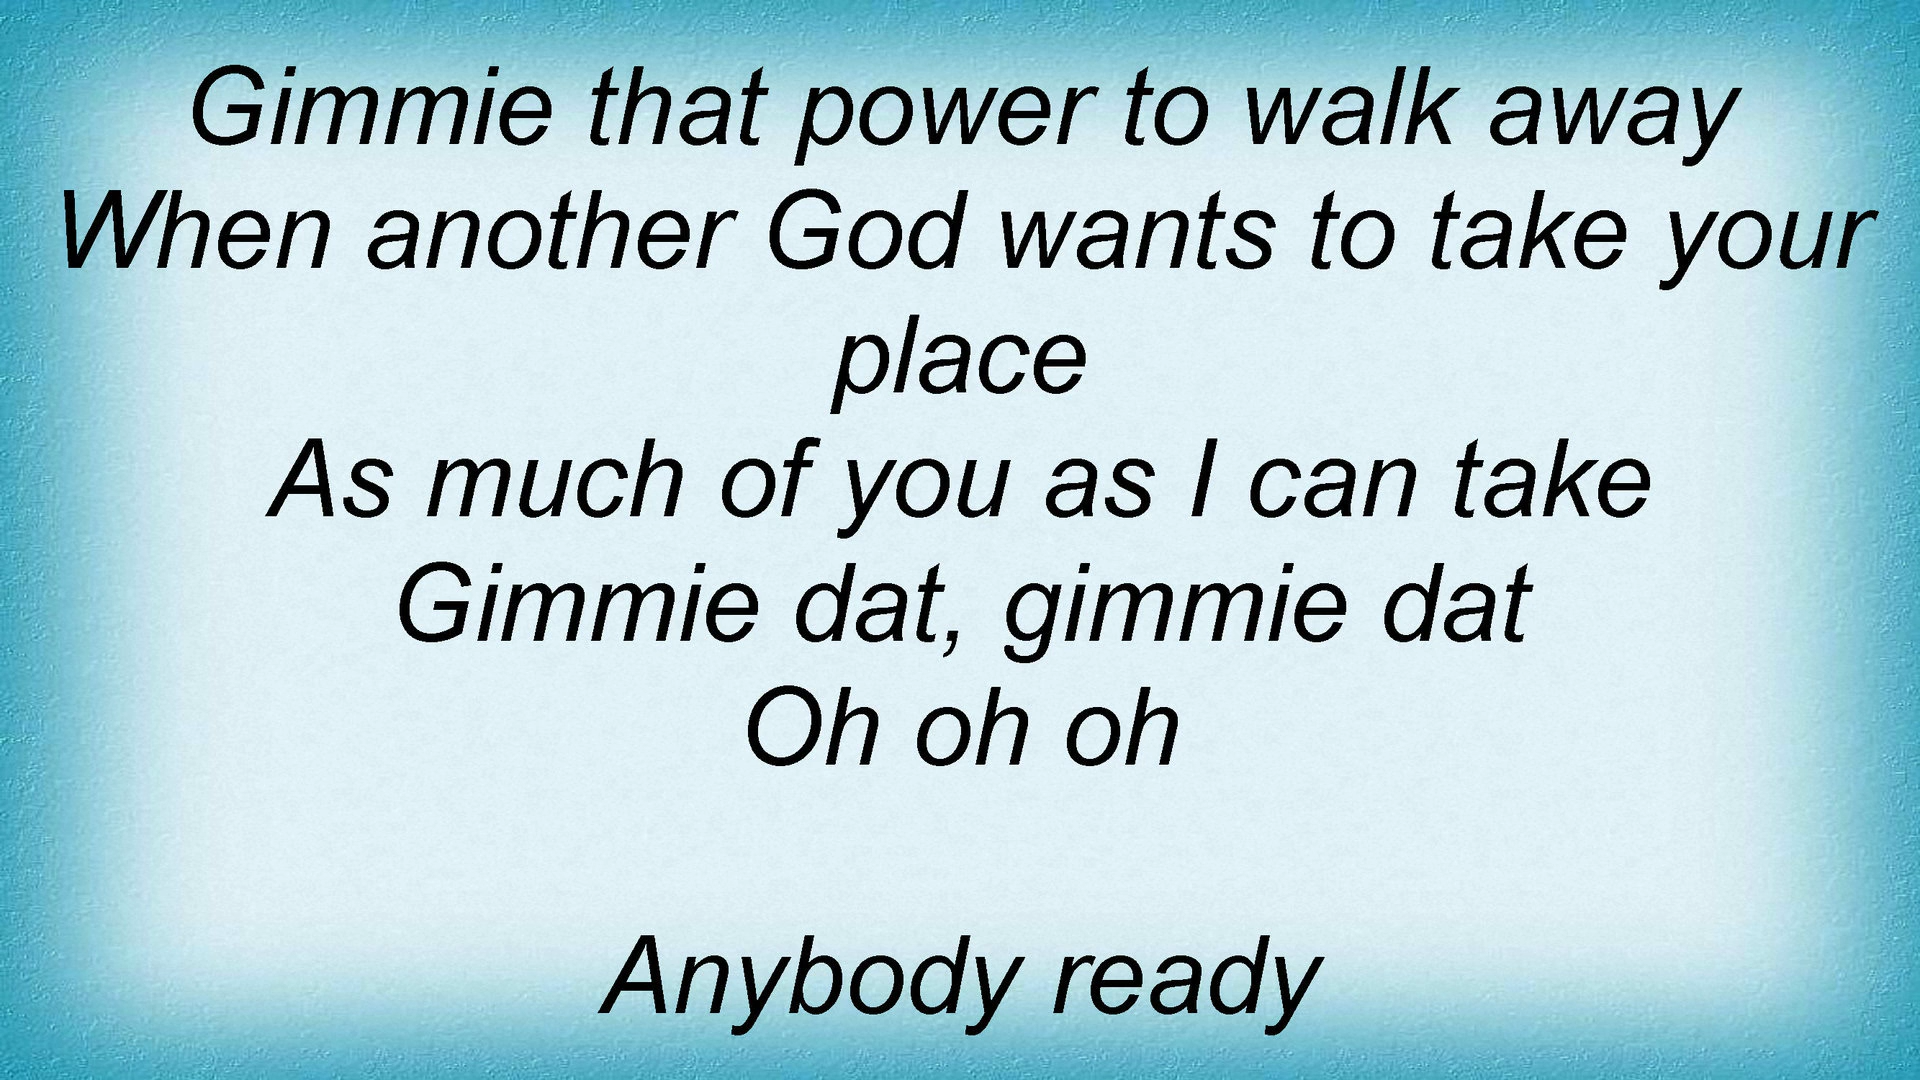 Gimmie that power to walk away
When another God wants to take your
place
As much of you as I can take
Gimmie dat, gimmie dat
Oh oh oh
Anybody ready